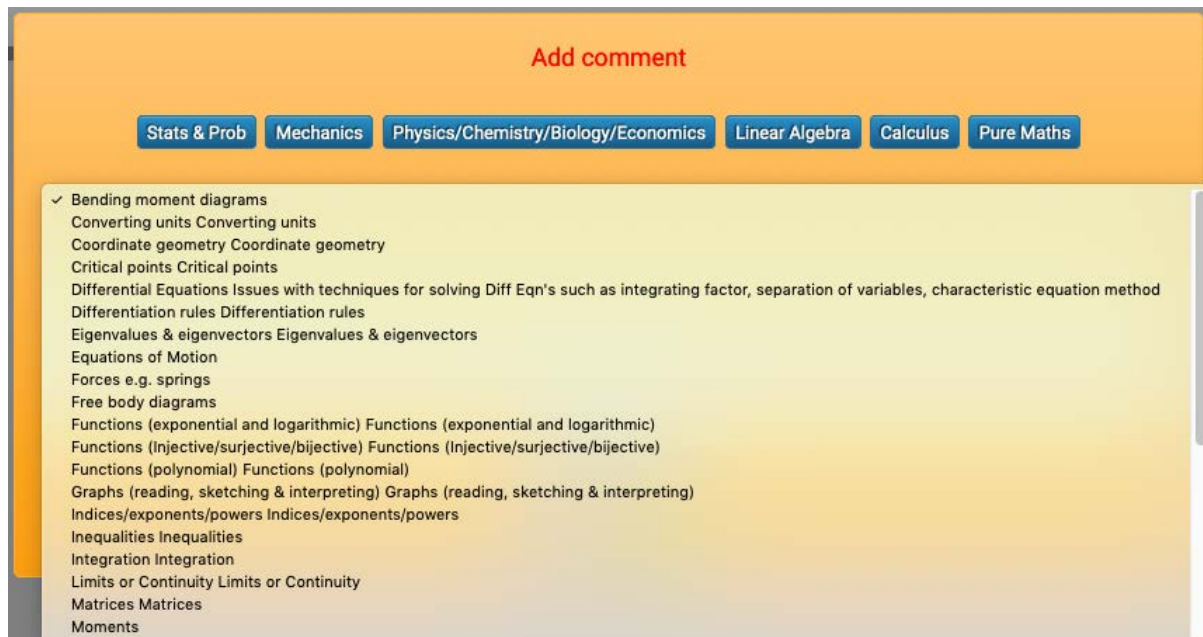 Add comment
Stats & Prob Mechanics Physics/Chemistry/Biology/Economics Linear Algebra Calculus Pure Maths
✓ Bending moment diagrams
Converting units Converting units
Coordinate geometry Coordinate geometry
Critical points Critical points
Differential Equations Issues with techniques for solving Diff Eqn's such as integrating factor, separation of variables, characteristic equation method
Differentiation rules Differentiation rules
Eigenvalues & eigenvectors Eigenvalues & eigenvectors
Equations of Motion
Forces e.g. springs
Free body diagrams
Functions (exponential and logarithmic) Functions (exponential and logarithmic)
Functions (Injective/surjective/bijective) Functions (Injective/surjective/bijective)
Functions (polynomial) Functions (polynomial)
Graphs (reading, sketching & interpreting) Graphs (reading, sketching & interpreting)
Indices/exponents/powers Indices/exponents/powers
Inequalities Inequalities
Integration Integration
Limits or Continuity Limits or Continuity
Matrices Matrices
Moments